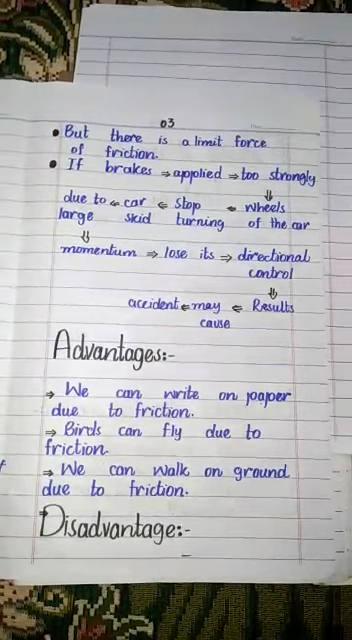 03
• But there is a limit force
of friction.
• If brakes ⇒ applied ⇒ too strongly
⇓
due to ⇐ car ⇐ stop ⇐ wheels
large skid turning of the car
⇓
momentum ⇒ lose its ⇒ directional
control
⇓
accident ⇐ may ⇐ Results
cause
Advantages:-
⇒ We can write on paper
due to friction.
⇒ Birds can fly due to
friction.
⇒ We can walk on ground
due to friction.
Disadvantage:-